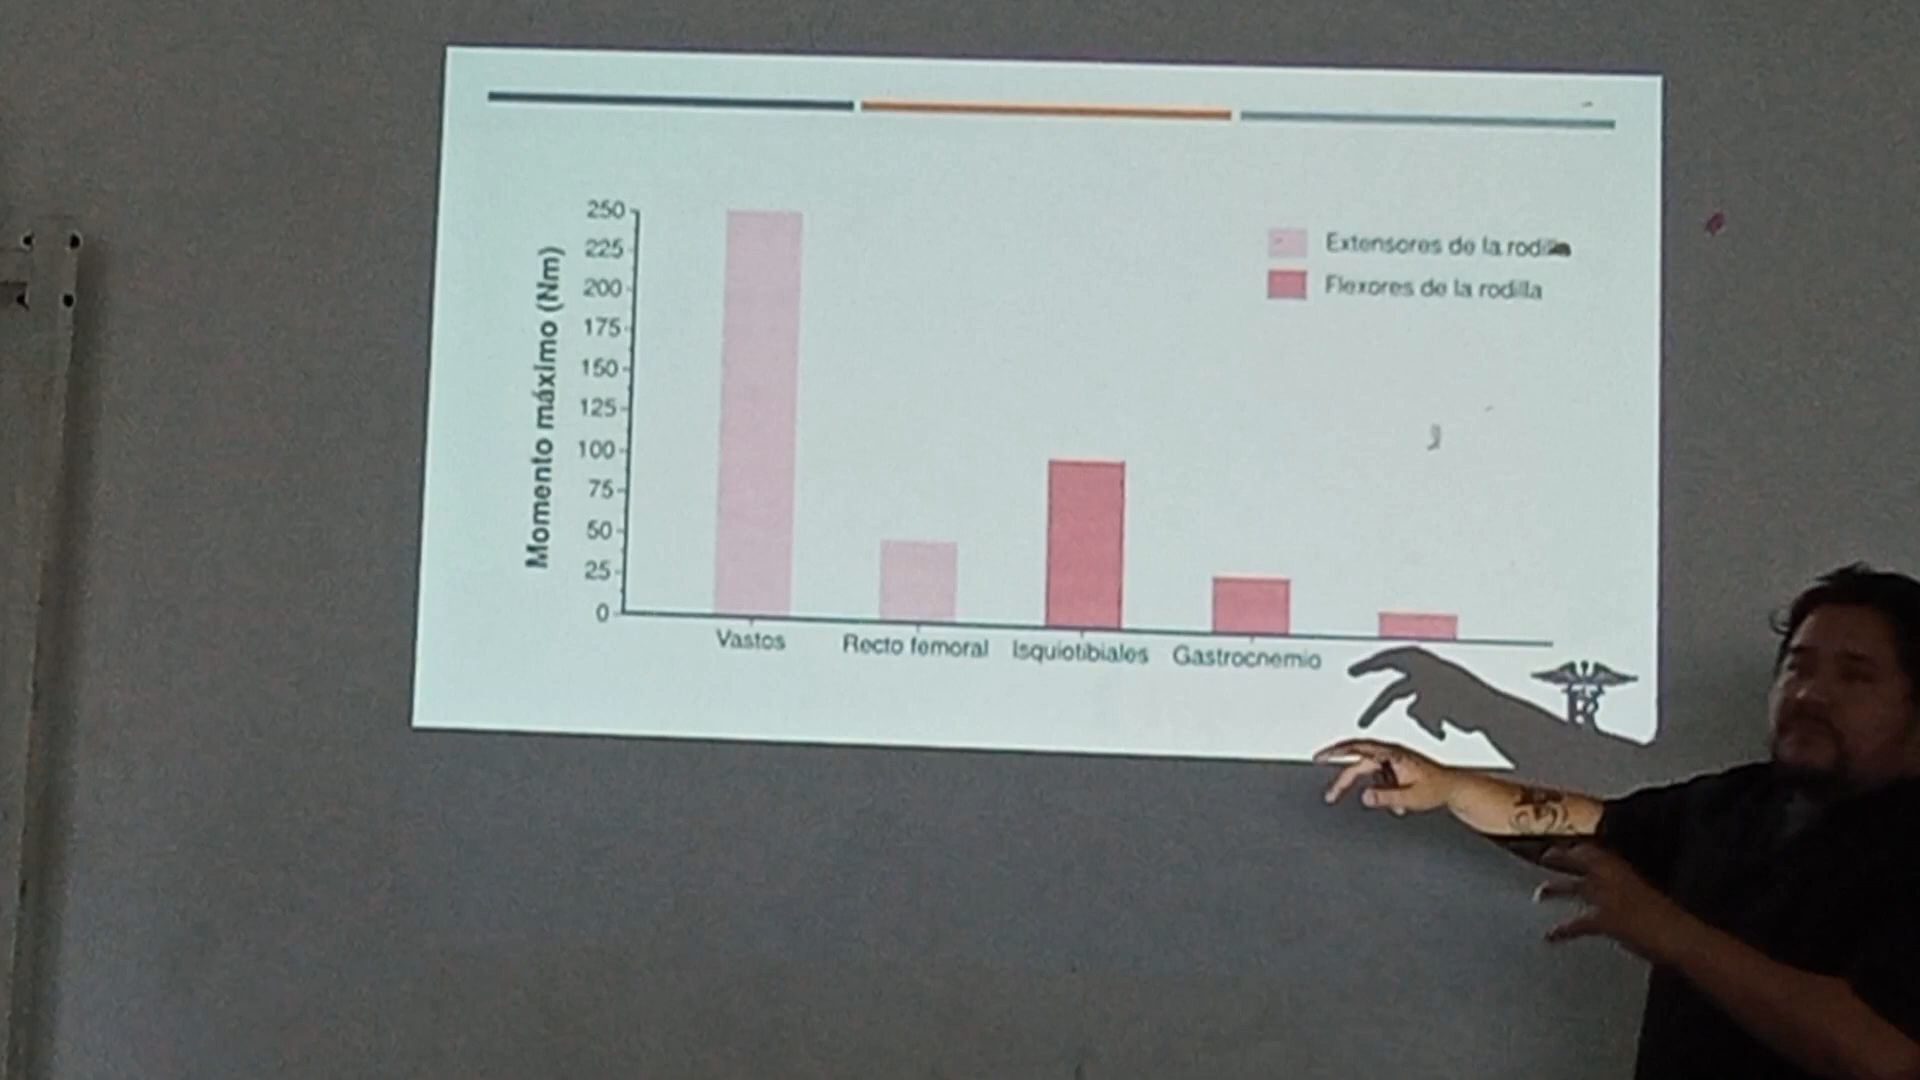 Momento máximo (Nm)
250
225
200
175
150
125
100
75
50
25
0
Extensores de la rodilla
Flexores de la rodilla
Vastos Recto femoral Isquiotibiales Gastrocnemio